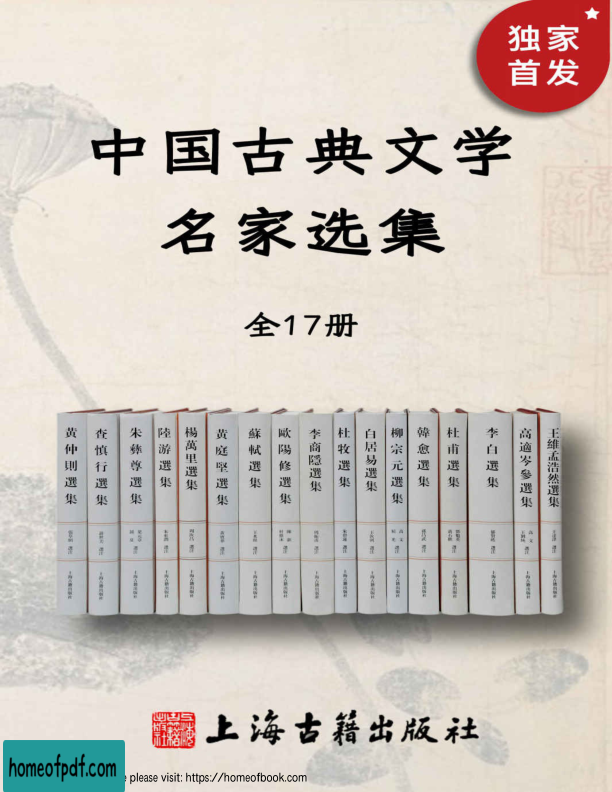 独家
首发
中国古典文学
名家选集
全17册
黄仲則選集
查慎行選集
朱彝尊選集
陸游選集
楊萬里選集
黄庭堅選集
蘇軾選集
歐陽修選集
李商隱選集
杜牧選集
白居易選集
柳宗元選集
韓愈選集
杜甫選集
李白選集
高適岑參選集
王維孟浩然選集
上海古籍出版社
homeofpdf.com
please visit: https://homeofbook.com